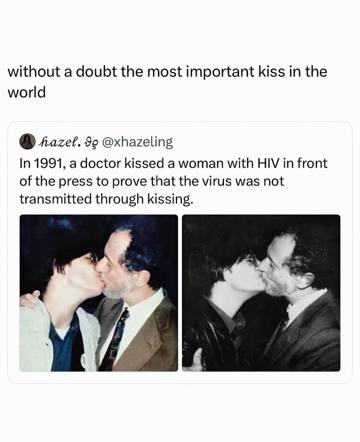 without a doubt the most important kiss in the
world
𝒽𝒶𝓏𝑒𝓁. ୨ৎ @xhazeling
In 1991, a doctor kissed a woman with HIV in front
of the press to prove that the virus was not
transmitted through kissing.